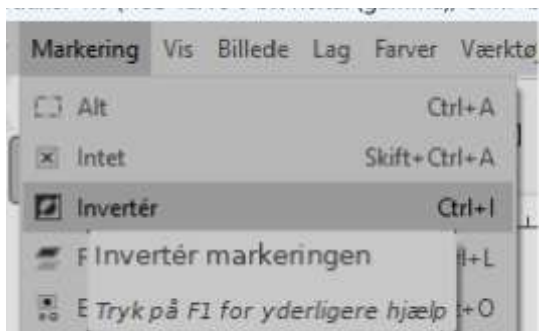 Markering Vis Billede Lag Farver
Alt Ctrl+A
Intet Skift+Ctrl+A
Invertér Ctrl+I
F Invertér markeringen l+L
E Tryk på F1 for yderligere hjælp +O